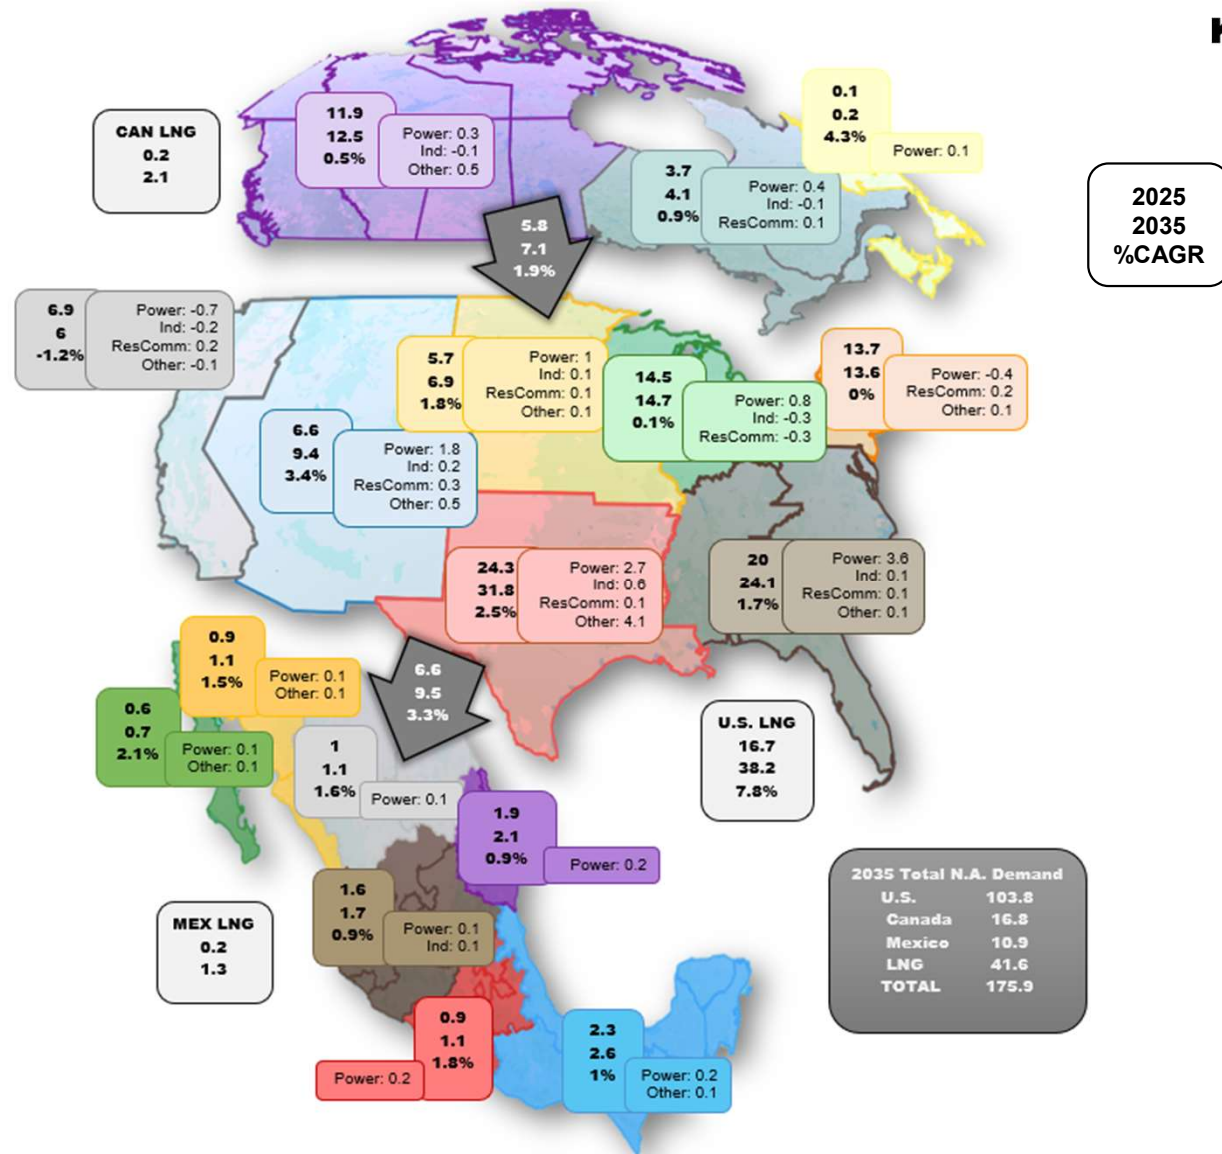 CAN LNG
0.2
2.1
11.9
12.5
0.5%
Power: 0.3
Ind: -0.1
Other: 0.5
0.1
0.2
4.3%
Power: 0.1
3.7
4.1
0.9%
Power: 0.4
Ind: -0.1
ResComm: 0.1
2025
2035
%CAGR
5.8
7.1
1.9%
6.9
6
-1.2%
Power: -0.7
Ind: -0.2
ResComm: 0.2
Other: -0.1
5.7
6.9
1.8%
Power: 1
Ind: 0.1
ResComm: 0.1
Other: 0.1
14.5
14.7
0.1%
Power: 0.8
Ind: -0.3
ResComm: -0.3
13.7
13.6
0%
Power: -0.4
ResComm: 0.2
Other: 0.1
6.6
9.4
3.4%
Power: 1.8
Ind: 0.2
ResComm: 0.3
Other: 0.5
24.3
31.8
2.5%
Power: 2.7
Ind: 0.6
ResComm: 0.1
Other: 4.1
20
24.1
1.7%
Power: 3.6
Ind: 0.1
ResComm: 0.1
Other: 0.1
0.9
1.1
1.5%
Power: 0.1
Other: 0.1
6.6
9.5
3.3%
0.6
0.7
2.1%
Power: 0.1
Other: 0.1
1
1.1
1.6%
Power: 0.1
U.S. LNG
16.7
38.2
7.8%
1.9
2.1
0.9%
Power: 0.2
1.6
1.7
0.9%
Power: 0.1
Ind: 0.1
MEX LNG
0.2
1.3
2035 Total N.A. Demand
U.S. 103.8
Canada 16.8
Mexico 10.9
LNG 41.6
TOTAL 175.9
0.9
1.1
1.8%
Power: 0.2
2.3
2.6
1%
Power: 0.2
Other: 0.1